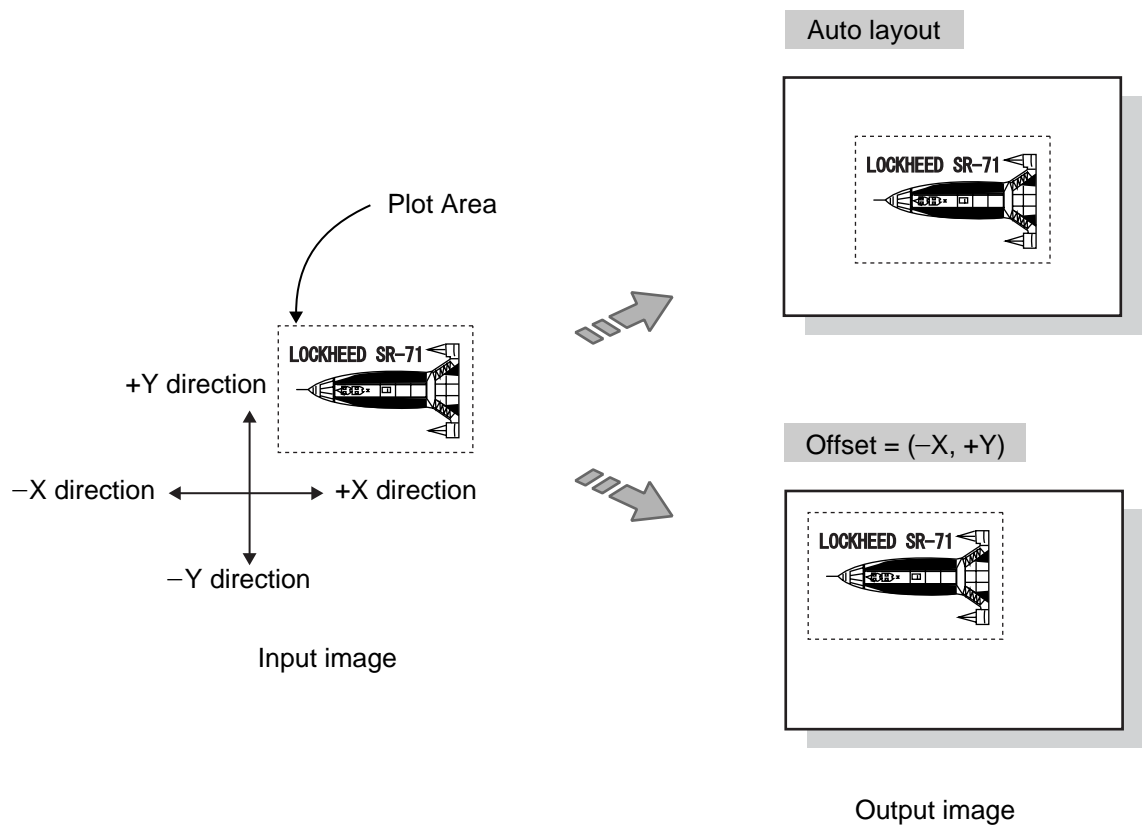 Auto layout
LOCKHEED SR-71
Plot Area
LOCKHEED SR-71
+Y direction
−X direction
+X direction
−Y direction
Input image
Offset = (−X, +Y)
LOCKHEED SR-71
Output image